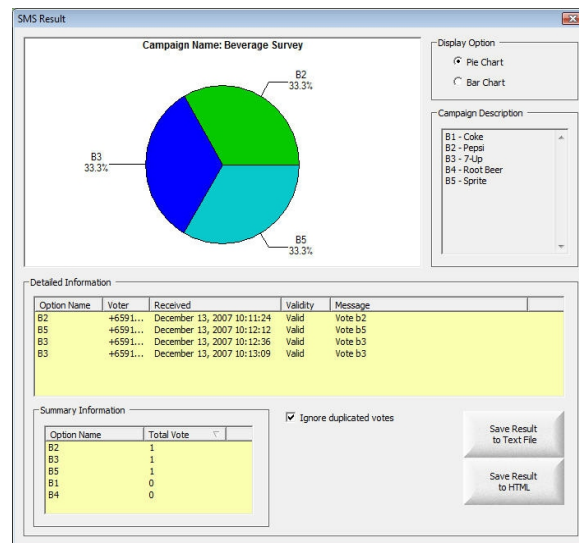 SMS Result
Campaign Name: Beverage Survey
B2
33.3%
B3
33.3%
B5
33.3%
Display Option
Pie Chart
Bar Chart
Campaign Description
B1 - Coke
B2 - Pepsi
B3 - 7-Up
B4 - Root Beer
B5 - Sprite
Detailed Information
Option Name Voter Received Validity Message
B2 +6591... December 13, 2007 10:11:24 Valid Vote b2
B5 +6591... December 13, 2007 10:12:12 Valid Vote b5
B3 +6591... December 13, 2007 10:12:36 Valid Vote b3
B3 +6591... December 13, 2007 10:13:09 Valid Vote b3
Summary Information
Option Name Total Vote
B2 1
B3 1
B5 1
B1 0
B4 0
Ignore duplicated votes
Save Result
to Text File
Save Result
to HTML